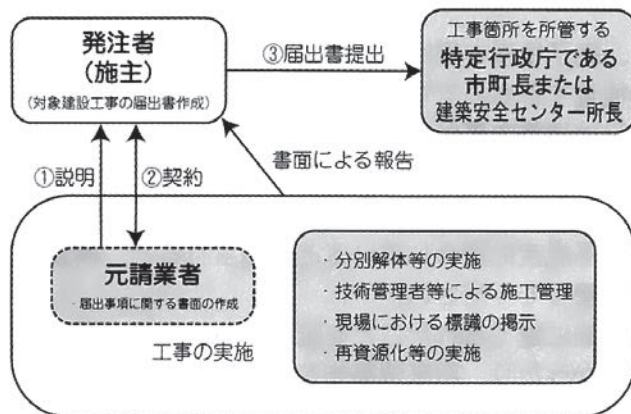 発注者
(施主)
(対象建設工事の届出書作成)
③届出書提出
工事箇所を所管する
特定行政庁である
市町長または
建築安全センター所長
①説明
②契約
書面による報告
元請業者
・届出事項に関する書面の作成
工事の実施
・分別解体等の実施
・技術管理者等による施工管理
・現場における標識の掲示
・再資源化等の実施